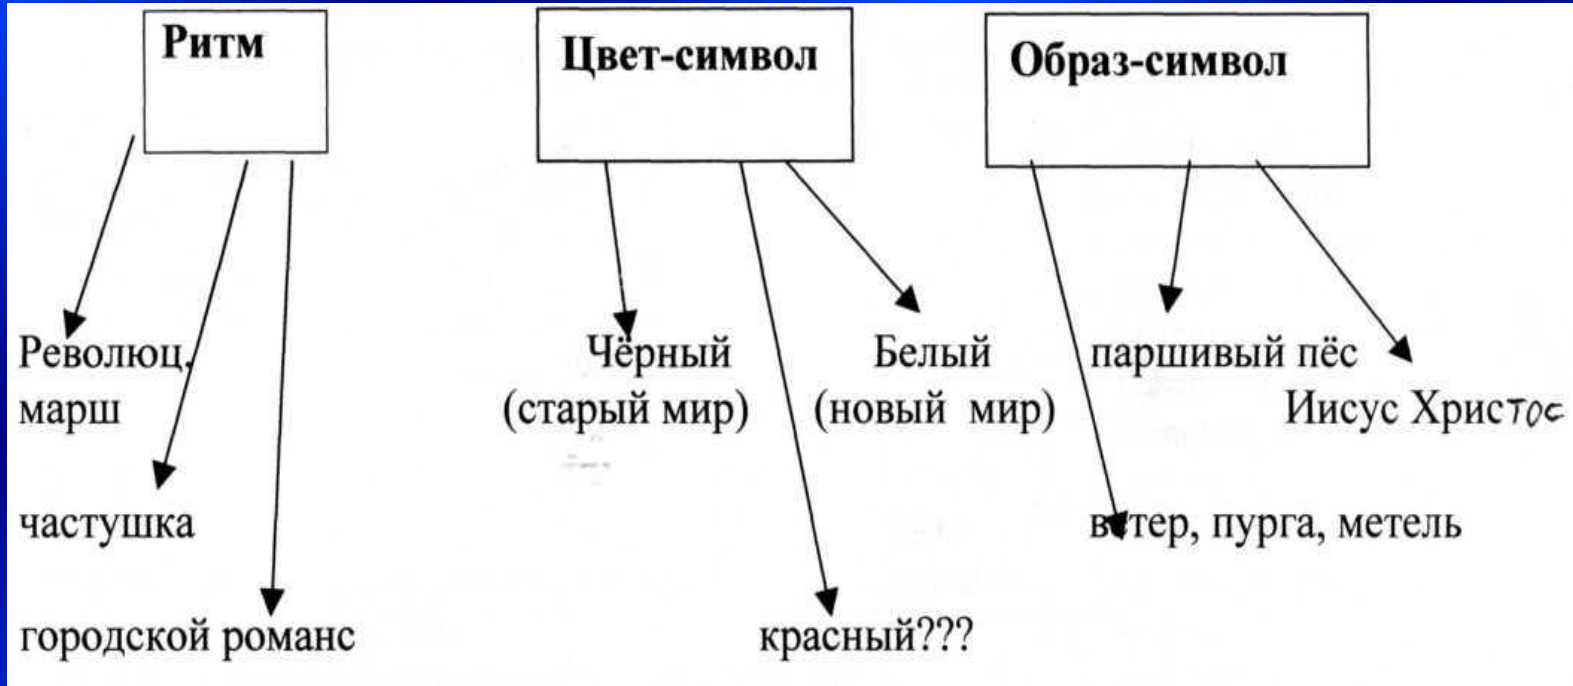 Ритм
Цвет-символ
Образ-символ
Революц.
марш
частушка
городской романс
Чёрный
(старый мир)
Белый
(новый мир)
красный???
паршивый пёс
Иисус Христос
ветер, пурга, метель